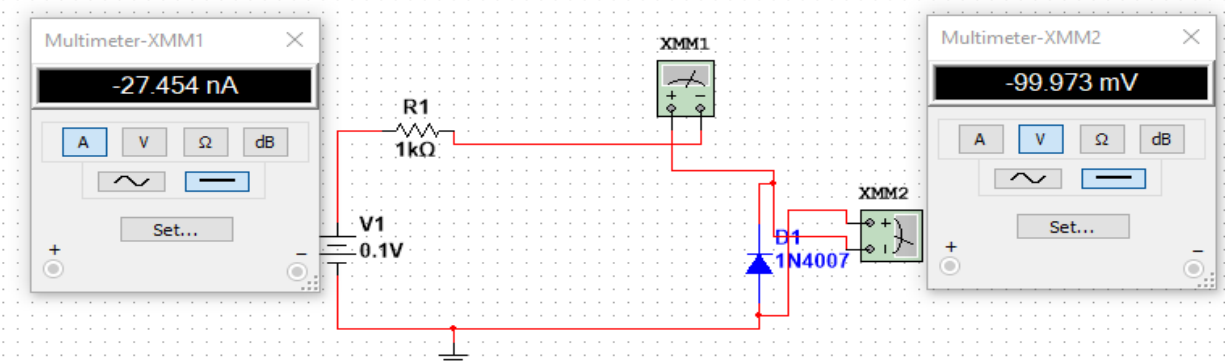 Multimeter-XMM1
-27.454 nA
A V Ω dB
Set...
+ −
R1
1kΩ
V1
0.1V
XMM1
+ −
XMM2
+
D1
1N4007
Multimeter-XMM2
-99.973 mV
A V Ω dB
Set...
+ −